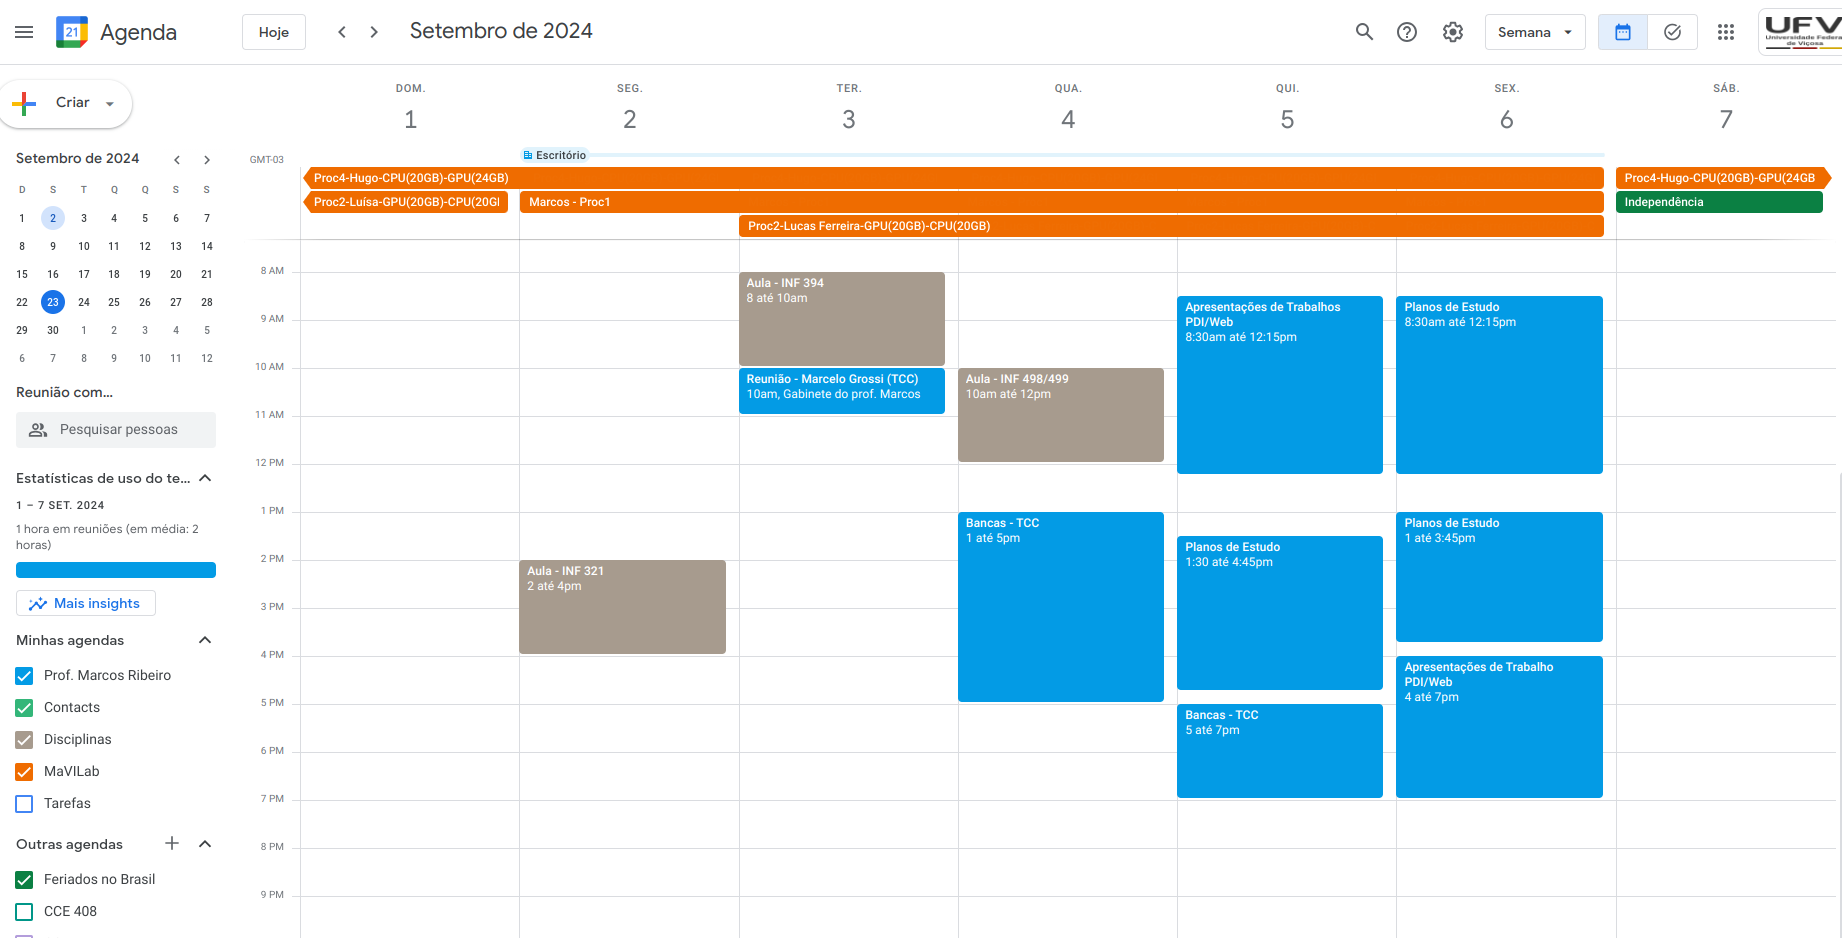 21 Agenda
Hoje
Setembro de 2024
Semana
UFV
Universidade Federal
de Viçosa
Criar
Setembro de 2024
D S T Q Q S S
1 2 3 4 5 6 7
8 9 10 11 12 13 14
15 16 17 18 19 20 21
22 23 24 25 26 27 28
29 30 1 2 3 4 5
6 7 8 9 10 11 12
Reunião com...
Pesquisar pessoas
Estatísticas de uso do te...
1 – 7 SET. 2024
1 hora em reuniões (em média: 2
horas)
Mais insights
Minhas agendas
Prof. Marcos Ribeiro
Contacts
Disciplinas
MaVILab
Tarefas
Outras agendas
Feriados no Brasil
CCE 408
DOM. SEG. TER. QUA. QUI. SEX. SÁB.
1 2 3 4 5 6 7
GMT-03
Escritório
Proc4-Hugo-CPU(20GB)-GPU(24GB)
Proc4-Hugo-CPU(20GB)-GPU(24GB
Proc2-Luísa-GPU(20GB)-CPU(20G
Marcos - Proc1
Independência
Proc2-Lucas Ferreira-GPU(20GB)-CPU(20GB)
8 AM
9 AM
10 AM
11 AM
12 PM
1 PM
2 PM
3 PM
4 PM
5 PM
6 PM
7 PM
8 PM
9 PM
Aula - INF 321
2 até 4pm
Aula - INF 394
8 até 10am
Reunião - Marcelo Grossi (TCC)
10am, Gabinete do prof. Marcos
Aula - INF 498/499
10am até 12pm
Bancas - TCC
1 até 5pm
Apresentações de Trabalhos
PDI/Web
8:30am até 12:15pm
Planos de Estudo
1:30 até 4:45pm
Bancas - TCC
5 até 7pm
Planos de Estudo
8:30am até 12:15pm
Planos de Estudo
1 até 3:45pm
Apresentações de Trabalho
PDI/Web
4 até 7pm